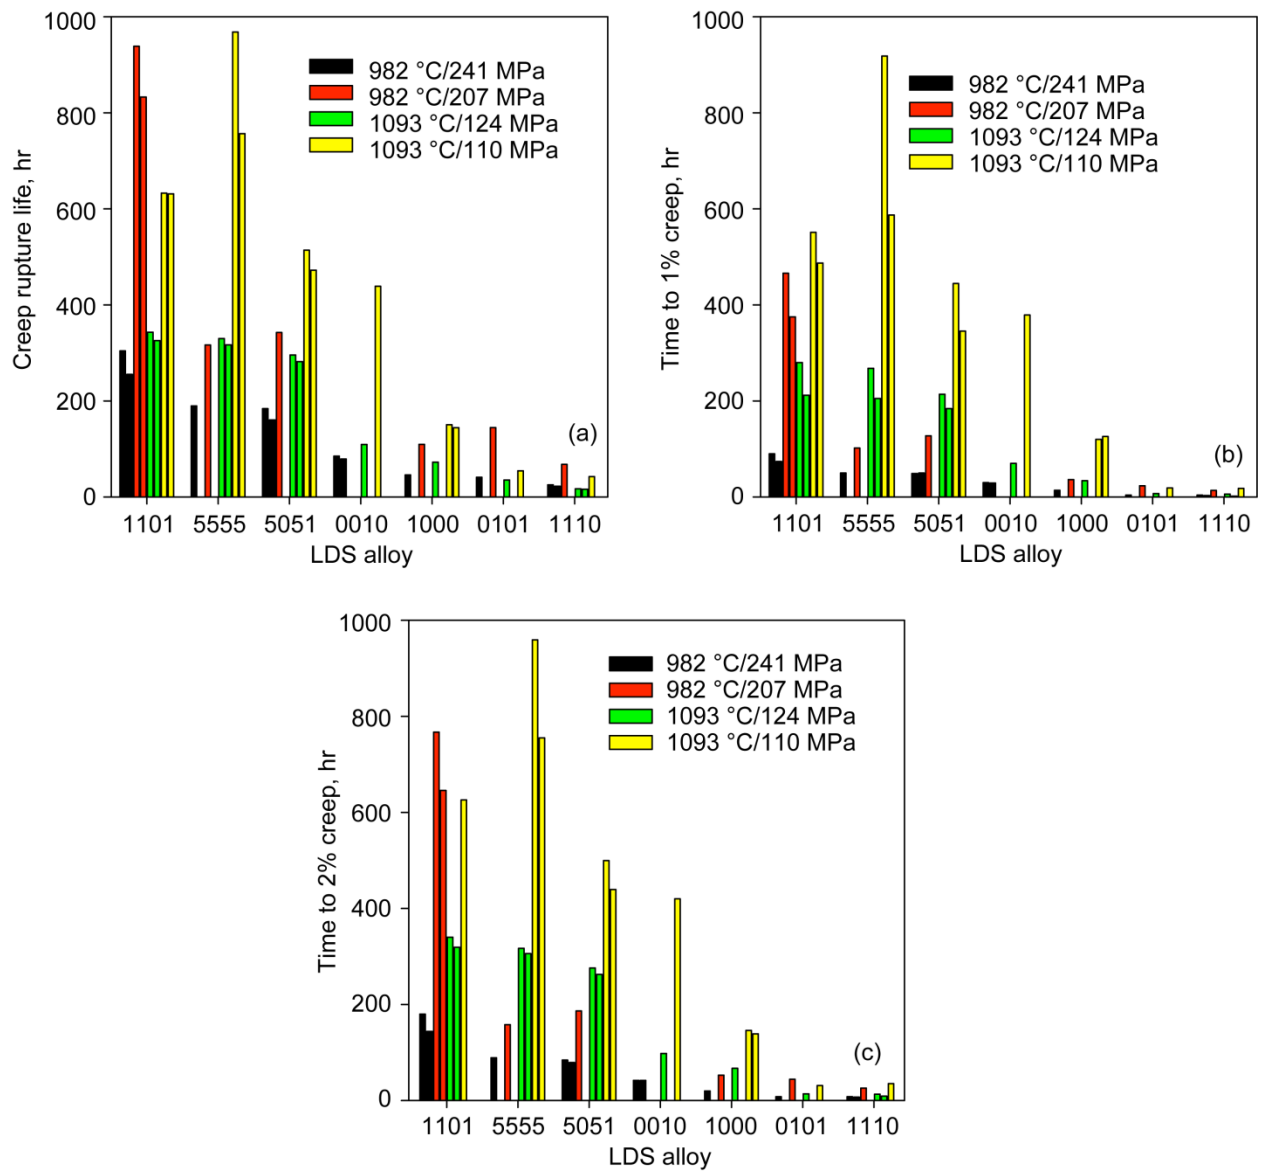 1000
800
600
400
200
0
Creep rupture life, hr
982 °C/241 MPa
982 °C/207 MPa
1093 °C/124 MPa
1093 °C/110 MPa
(a)
1101 5555 5051 0010 1000 0101 1110
LDS alloy
1000
800
600
400
200
0
Time to 1% creep, hr
982 °C/241 MPa
982 °C/207 MPa
1093 °C/124 MPa
1093 °C/110 MPa
(b)
1101 5555 5051 0010 1000 0101 1110
LDS alloy
1000
800
600
400
200
0
Time to 2% creep, hr
982 °C/241 MPa
982 °C/207 MPa
1093 °C/124 MPa
1093 °C/110 MPa
(c)
1101 5555 5051 0010 1000 0101 1110
LDS alloy